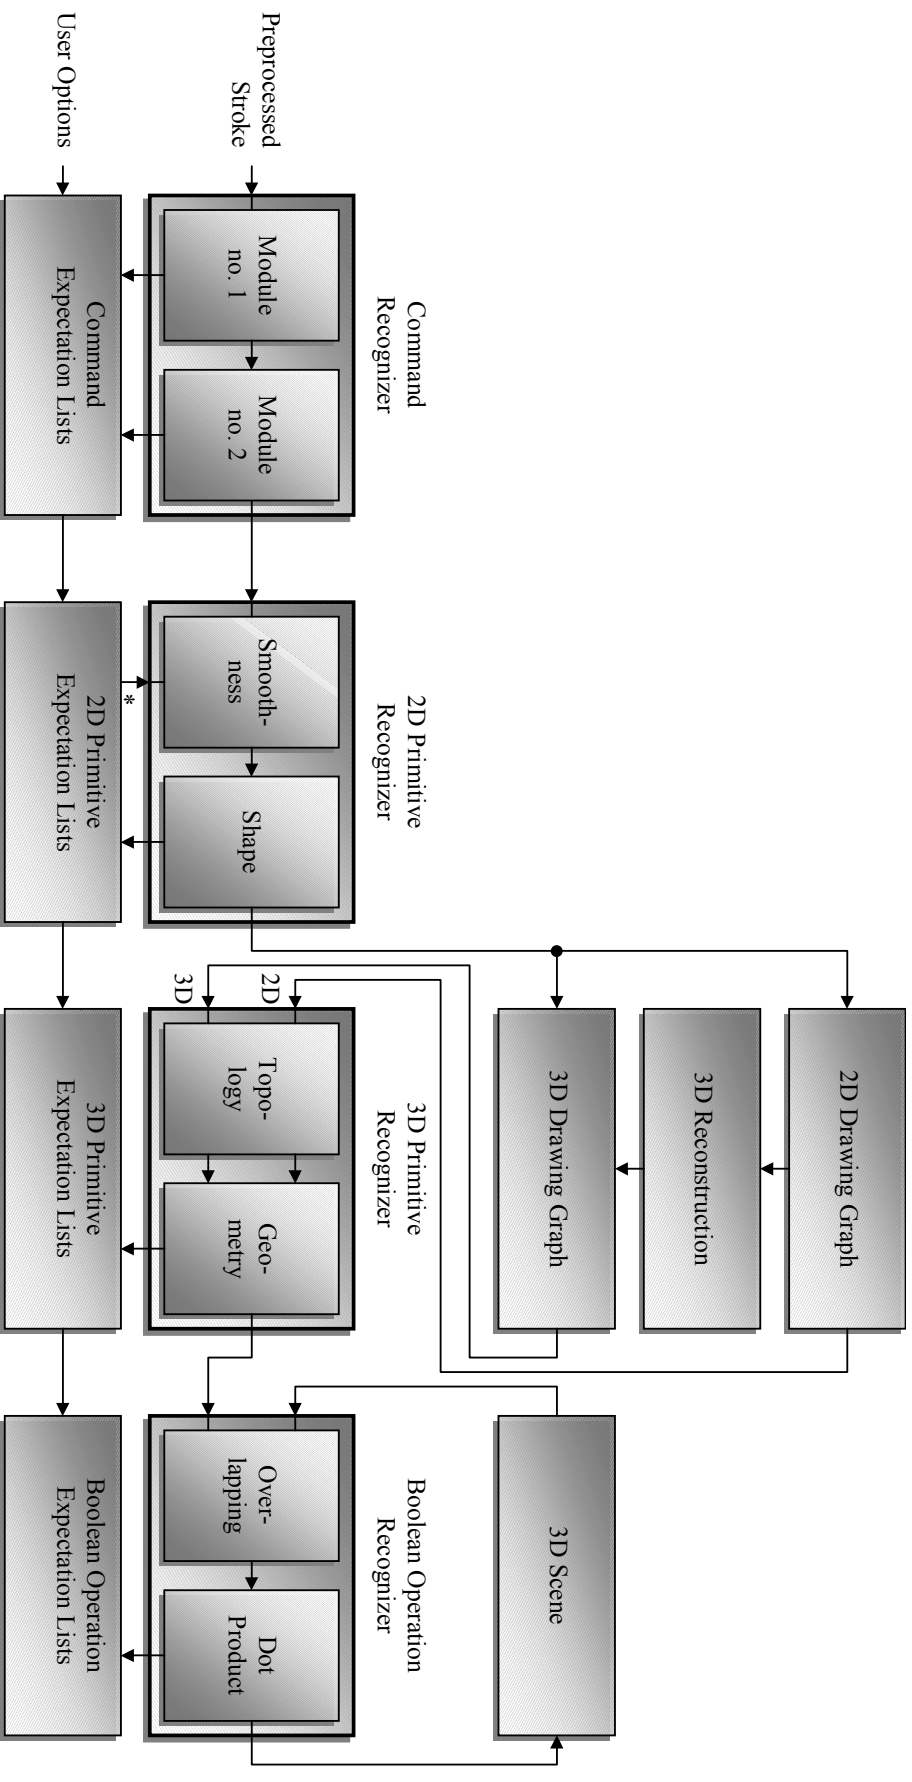 2D Drawing Graph
3D Reconstruction
3D Drawing Graph
3D Scene
Command
Recognizer
2D Primitive
Recognizer
3D Primitive
Recognizer
Boolean Operation
Recognizer
Preprocessed
Stroke
Module
no. 1
Module
no. 2
Smooth-
ness
Shape
2D
3D
Topo-
logy
Geo-
metry
Over-
lapping
Dot
Product
*
User Options
Command
Expectation Lists
2D Primitive
Expectation Lists
3D Primitive
Expectation Lists
Boolean Operation
Expectation Lists